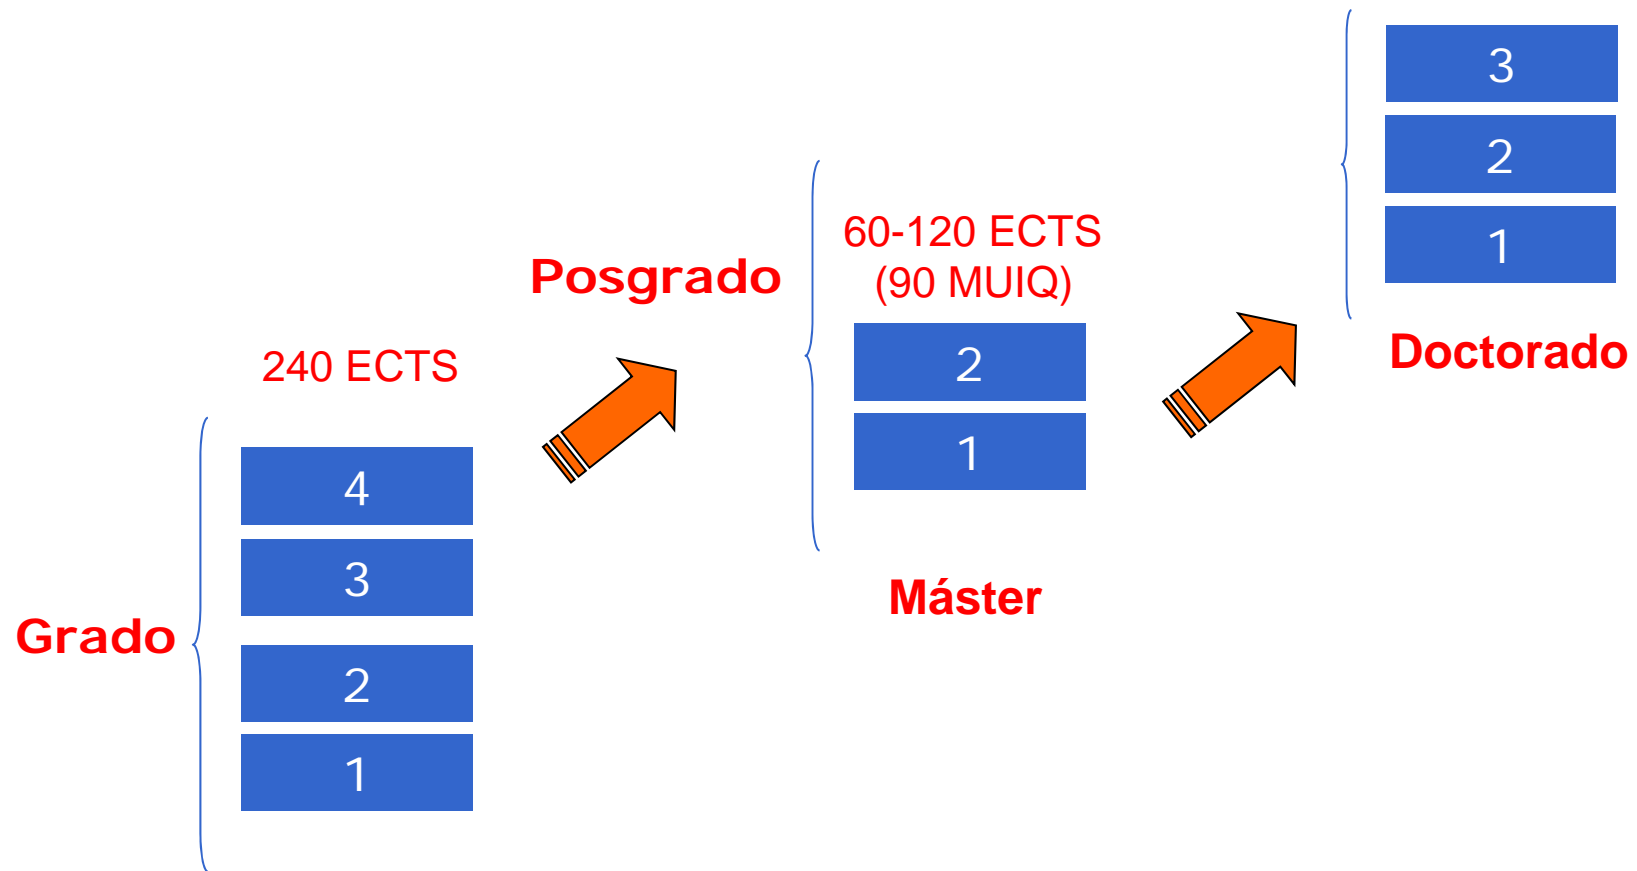 240 ECTS
Grado
4
3
2
1
Posgrado
60-120 ECTS
(90 MUIQ)
2
1
Máster
3
2
1
Doctorado